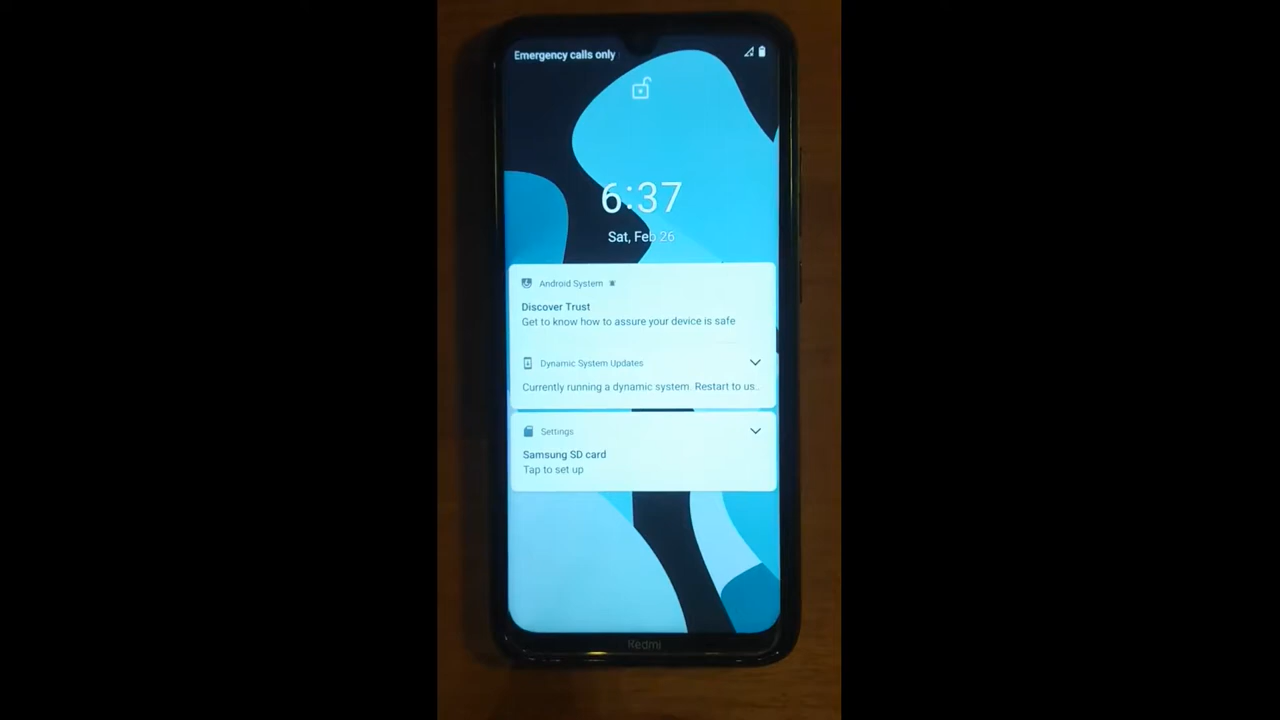 Emergency calls only
6:37
Sat, Feb 26
Android System
Discover Trust
Get to know how to assure your device is safe
Dynamic System Updates
Currently running a dynamic system. Restart to us..
Settings
Samsung SD card
Tap to set up
Redmi